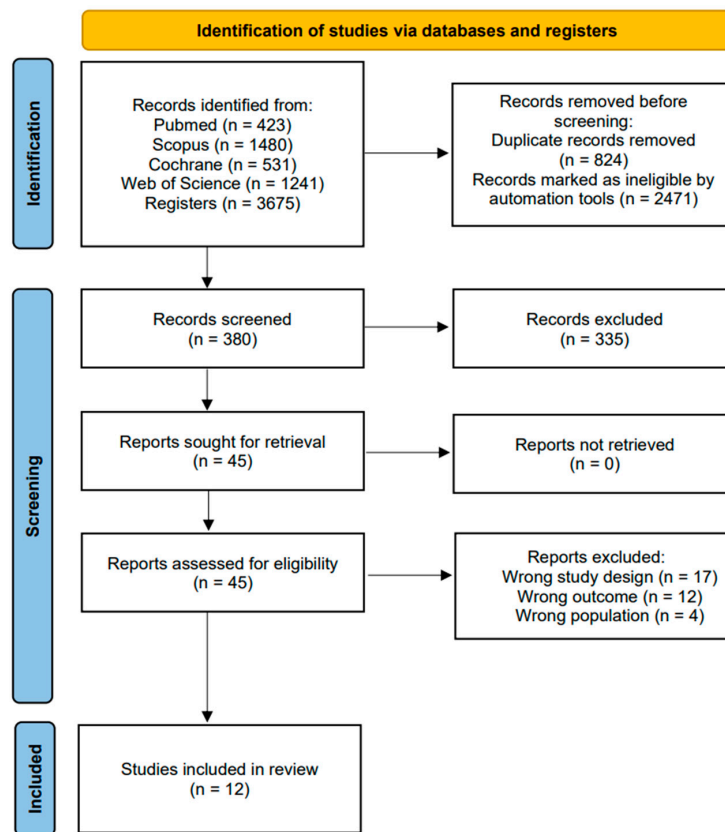 Identification of studies via databases and registers
Identification
Records identified from:
Pubmed (n = 423)
Scopus (n = 1480)
Cochrane (n = 531)
Web of Science (n = 1241)
Registers (n = 3675)
Records removed before
screening:
Duplicate records removed
(n = 824)
Records marked as ineligible by
automation tools (n = 2471)
Screening
Records screened
(n = 380)
Records excluded
(n = 335)
Reports sought for retrieval
(n = 45)
Reports not retrieved
(n = 0)
Reports assessed for eligibility
(n = 45)
Reports excluded:
Wrong study design (n = 17)
Wrong outcome (n = 12)
Wrong population (n = 4)
Included
Studies included in review
(n = 12)